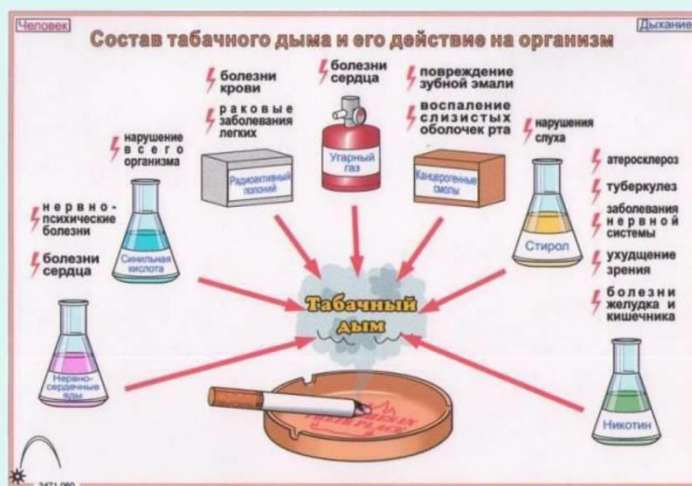 Человек
Дыхание
Состав табачного дыма и его действие на организм
болезни
крови
раковые
заболевания
легких
болезни
сердца
повреждение
зубной эмали
воспаление
слизистых
оболочек рта
нарушение
всего
организма
нервно-
психические
болезни
болезни
сердца
нарушения
слуха
атеросклероз
туберкулез
заболевания
нервной
системы
ухудщение
зрения
болезни
желудка и
кишечника
Радиоактивный
полоний
Угарный
газ
Канцерогенные
смолы
Синильная
кислота
Стирол
Нервно-
сердечные
яды
Никотин
Табачный
дым
PLACE